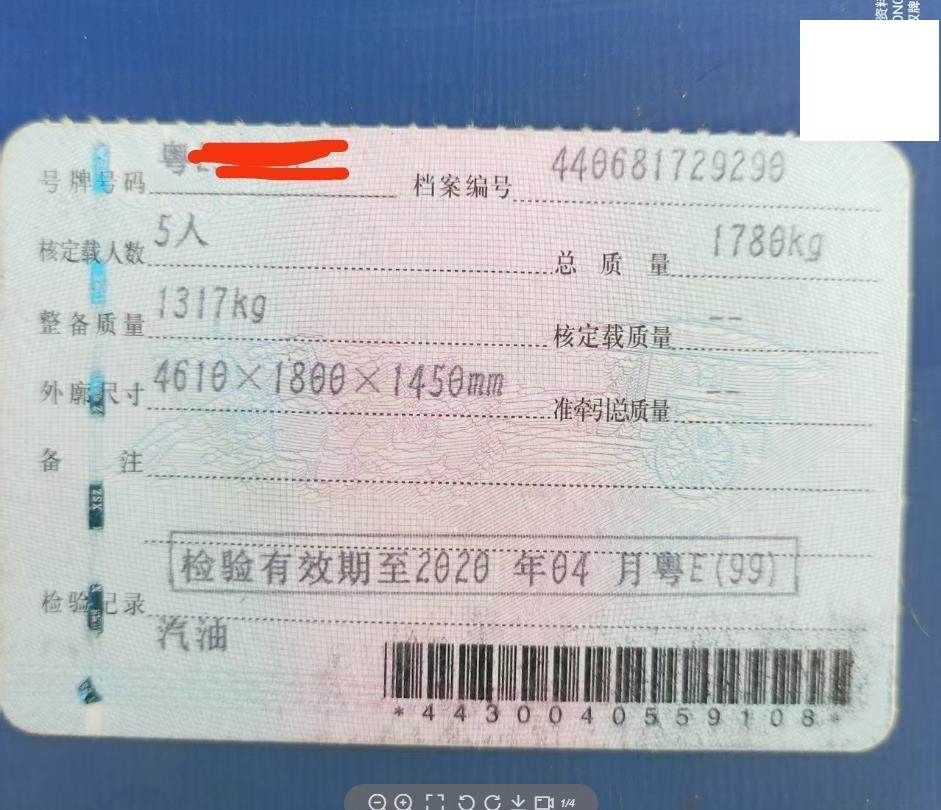 号牌号码 粤 档案编号 440681729290
核定载人数 5人 总质量 1780kg
整备质量 1317kg 核定载质量 --
外廓尺寸 4610×1800×1450mm 准牵引总质量 --
备注
检验有效期至2020 年04 月粤E(99)
检验记录
汽油
*4430040559108*
1/4